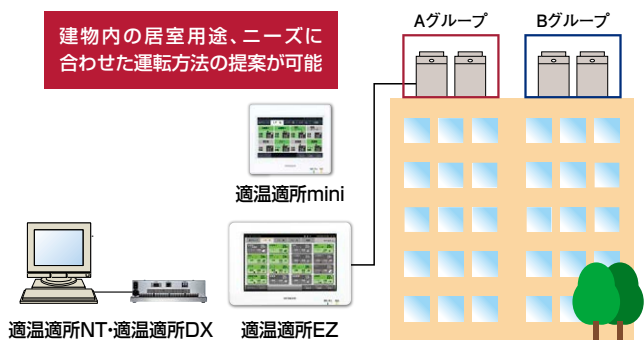 建物内の居室用途、ニーズに
合わせた運転方法の提案が可能
Aグループ
Bグループ
適温適所mini
適温適所NT・適温適所DX
適温適所EZ